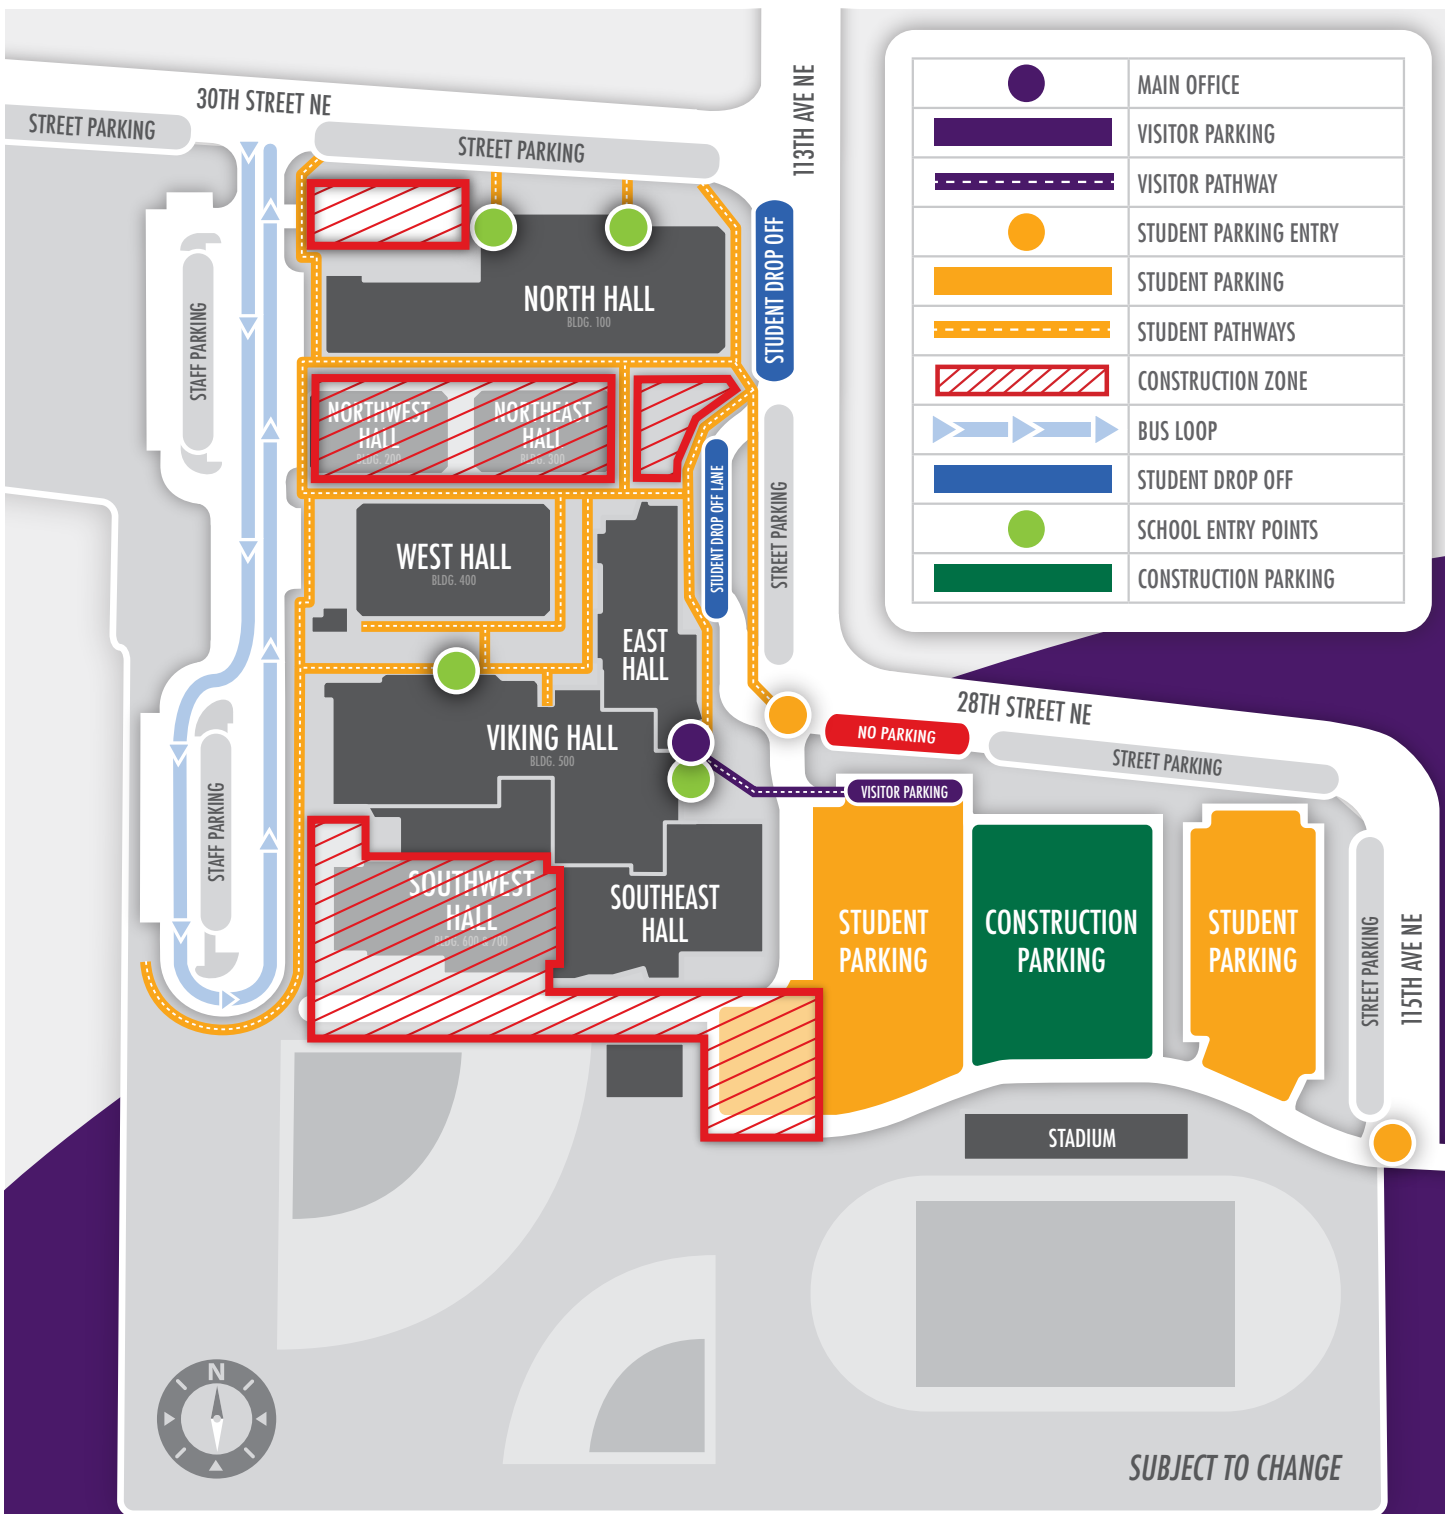 30TH STREET NE
STREET PARKING
STREET PARKING
113TH AVE NE
MAIN OFFICE
VISITOR PARKING
VISITOR PATHWAY
STUDENT PARKING ENTRY
STUDENT PARKING
STUDENT PATHWAYS
CONSTRUCTION ZONE
BUS LOOP
STUDENT DROP OFF
SCHOOL ENTRY POINTS
CONSTRUCTION PARKING
STUDENT DROP OFF
NORTH HALL
BLDG. 100
STAFF PARKING
NORTHWEST
HALL
BLDG. 200
NORTHEAST
HALL
BLDG. 300
STUDENT DROP OFF LANE
STREET PARKING
WEST HALL
BLDG. 400
EAST
HALL
28TH STREET NE
NO PARKING
STREET PARKING
VIKING HALL
BLDG. 500
VISITOR PARKING
STAFF PARKING
SOUTHWEST
HALL
BLDG. 600 & 700
SOUTHEAST
HALL
STUDENT
PARKING
CONSTRUCTION
PARKING
STUDENT
PARKING
STREET PARKING
115TH AVE NE
STADIUM
N
SUBJECT TO CHANGE